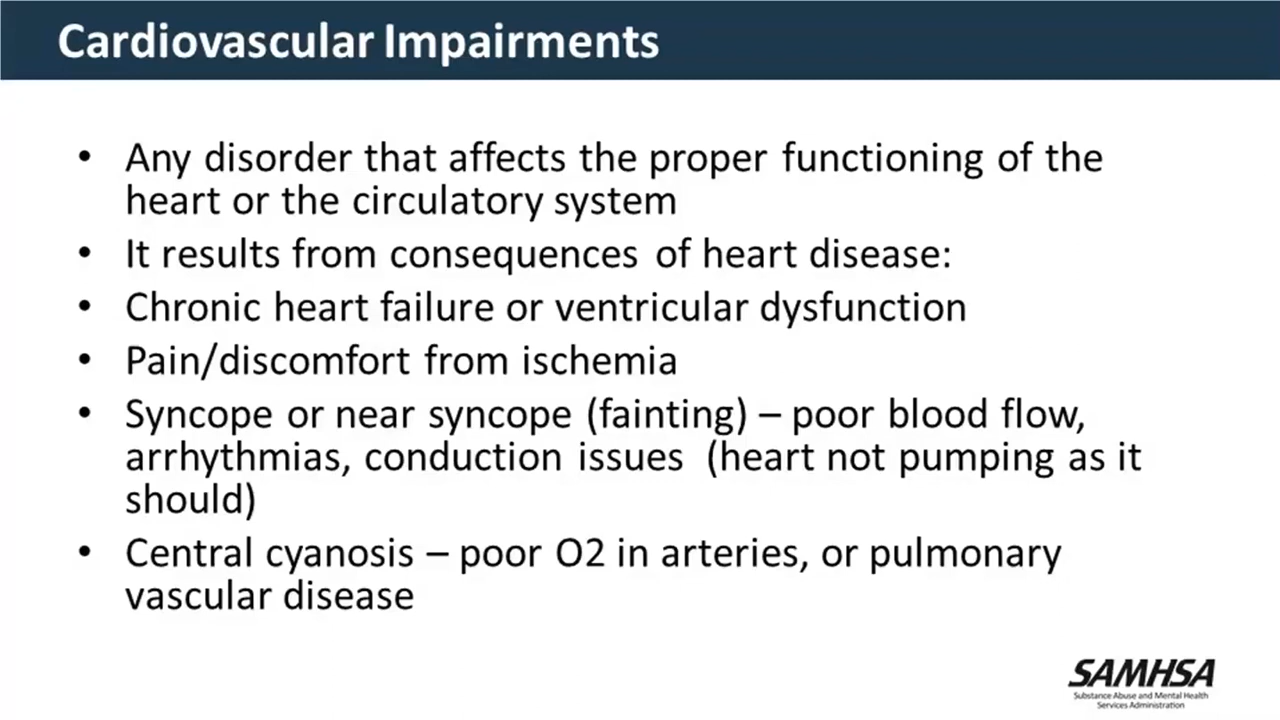 Cardiovascular Impairments
• Any disorder that affects the proper functioning of the
heart or the circulatory system
• It results from consequences of heart disease:
• Chronic heart failure or ventricular dysfunction
• Pain/discomfort from ischemia
• Syncope or near syncope (fainting) – poor blood flow,
arrhythmias, conduction issues (heart not pumping as it
should)
• Central cyanosis – poor O2 in arteries, or pulmonary
vascular disease
SAMHSA
Substance Abuse and Mental Health
Services Administration